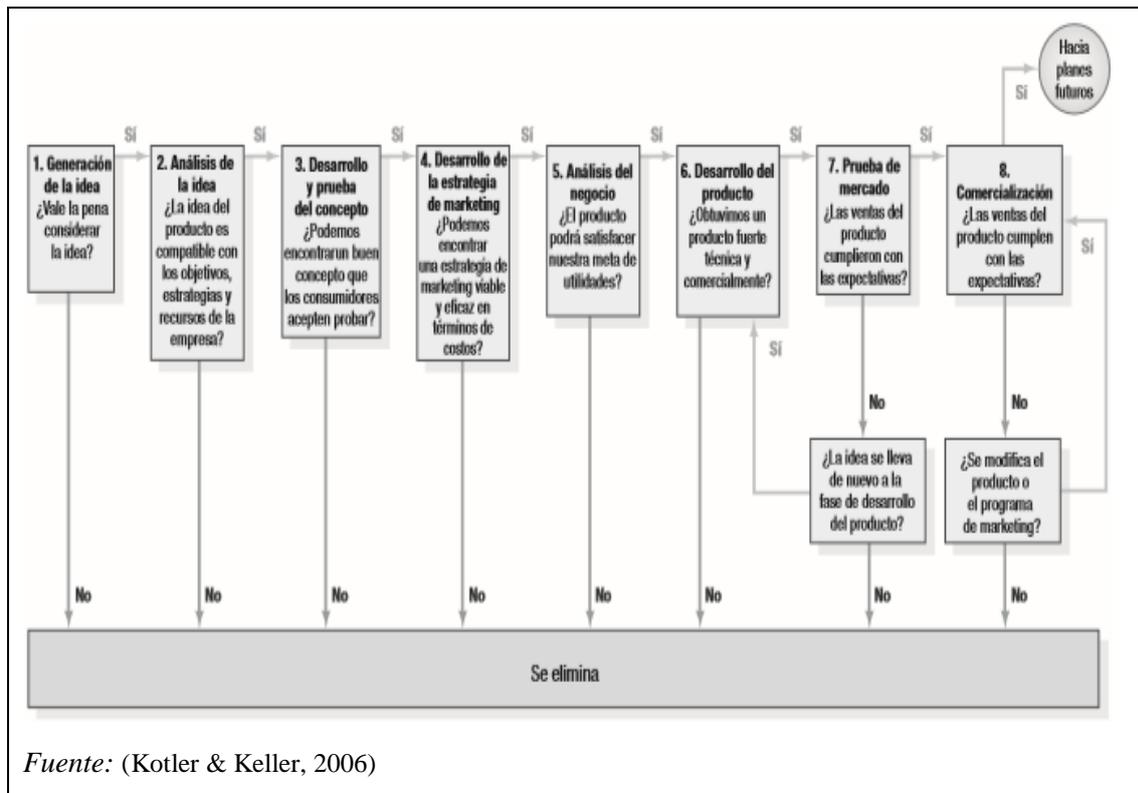 Hacia
planes
futuros
Sí
Sí
Sí
Sí
Sí
Sí
Sí
Sí
1. Generación
de la idea
¿Vale la pena
considerar
la idea?
2. Análisis de
la idea
¿La idea del
producto es
compatible con
los objetivos,
estrategias y
recursos de la
empresa?
3. Desarrollo
y prueba
del concepto
¿Podemos
encontrarun buen
concepto que
los consumidores
acepten probar?
4. Desarrollo de
la estrategia
de marketing
¿Podemos
encontrar
una estrategia de
marketing viable
y eficaz en
términos de
costos?
5. Análisis del
negocio
¿El producto
podrá satisfacer
nuestra meta de
utilidades?
6. Desarrollo del
producto
¿Obtuvimos un
producto fuerte
técnica y
comercialmente?
7. Prueba de
mercado
¿Las ventas del
producto
cumplieron con
las expectativas?
8.
Comercialización
¿Las ventas del
producto cumplen
con las
expectativas?
Sí
Sí
No
No
¿La idea se lleva
de nuevo a la
fase de desarrollo
del producto?
¿Se modifica el
producto o
el programa
de marketing?
No
No
No
No
No
No
No
No
Se elimina
Fuente: (Kotler & Keller, 2006)